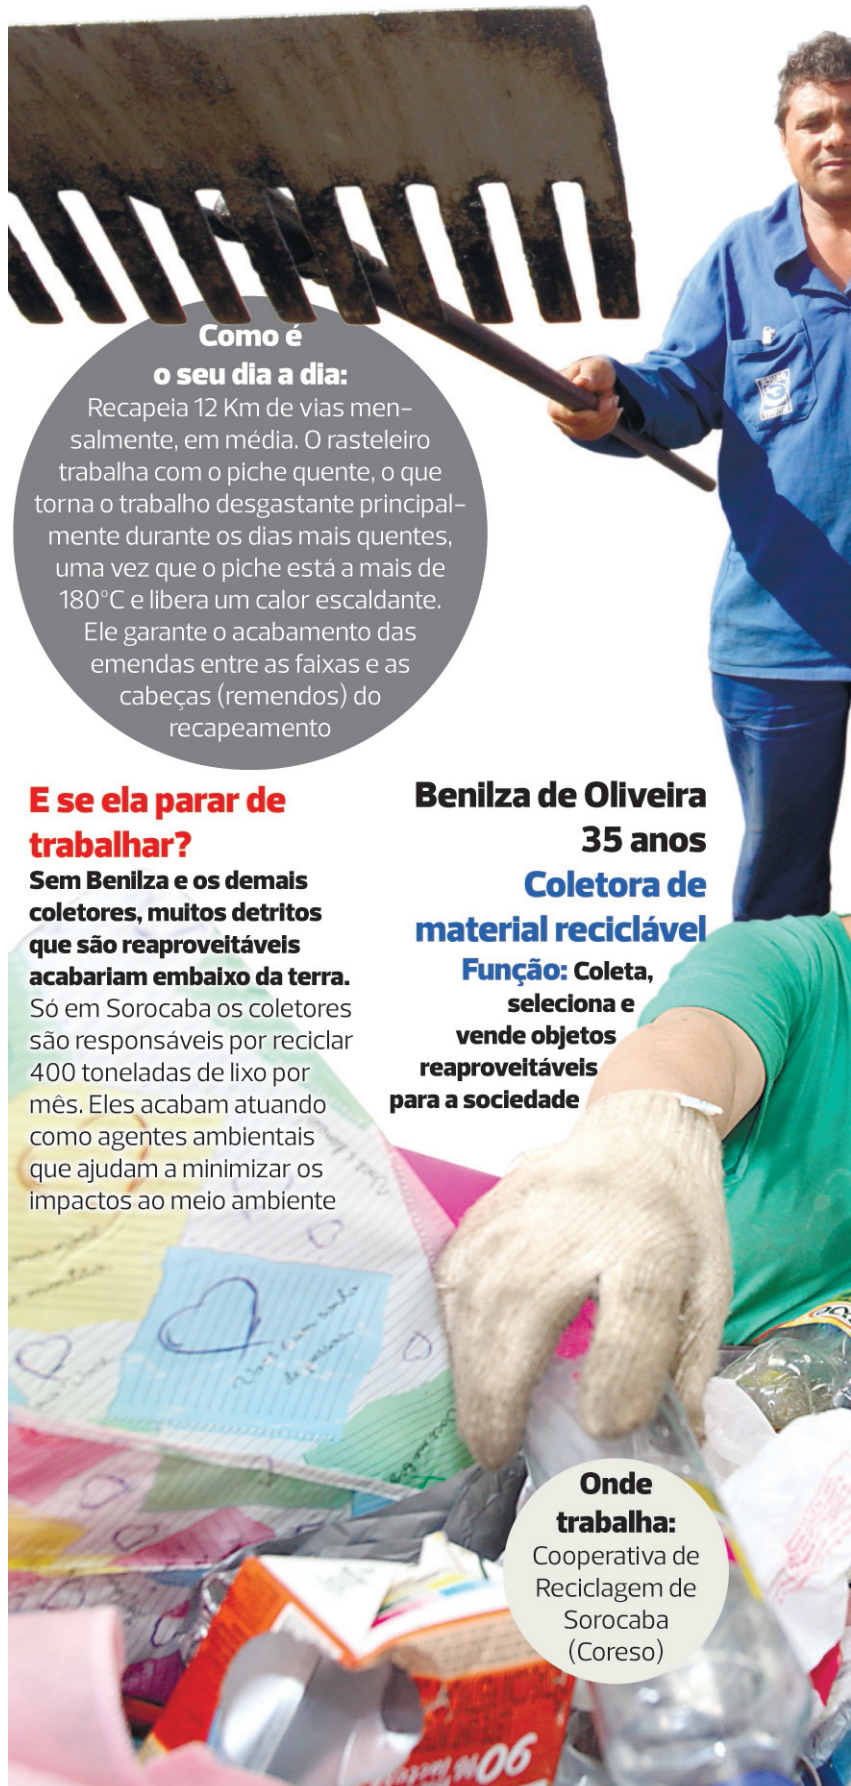 Como é
o seu dia a dia:
Recapeia 12 Km de vias men-
salmente, em média. O rasteleiro
trabalha com o piche quente, o que
torna o trabalho desgastante principal-
mente durante os dias mais quentes,
uma vez que o piche está a mais de
180°C e libera um calor escaldante.
Ele garante o acabamento das
emendas entre as faixas e as
cabeças (remendos) do
recapeamento
E se ela parar de
trabalhar?
Sem Benilza e os demais
coletores, muitos detritos
que são reaproveitáveis
acabariam embaixo da terra.
Só em Sorocaba os coletores
são responsáveis por reciclar
400 toneladas de lixo por
mês. Eles acabam atuando
como agentes ambientais
que ajudam a minimizar os
impactos ao meio ambiente
Benilza de Oliveira
35 anos
Coletora de
material reciclável
Função: Coleta,
seleciona e
vende objetos
reaproveitáveis
para a sociedade
Onde
trabalha:
Cooperativa de
Reciclagem de
Sorocaba
(Coreso)
90%